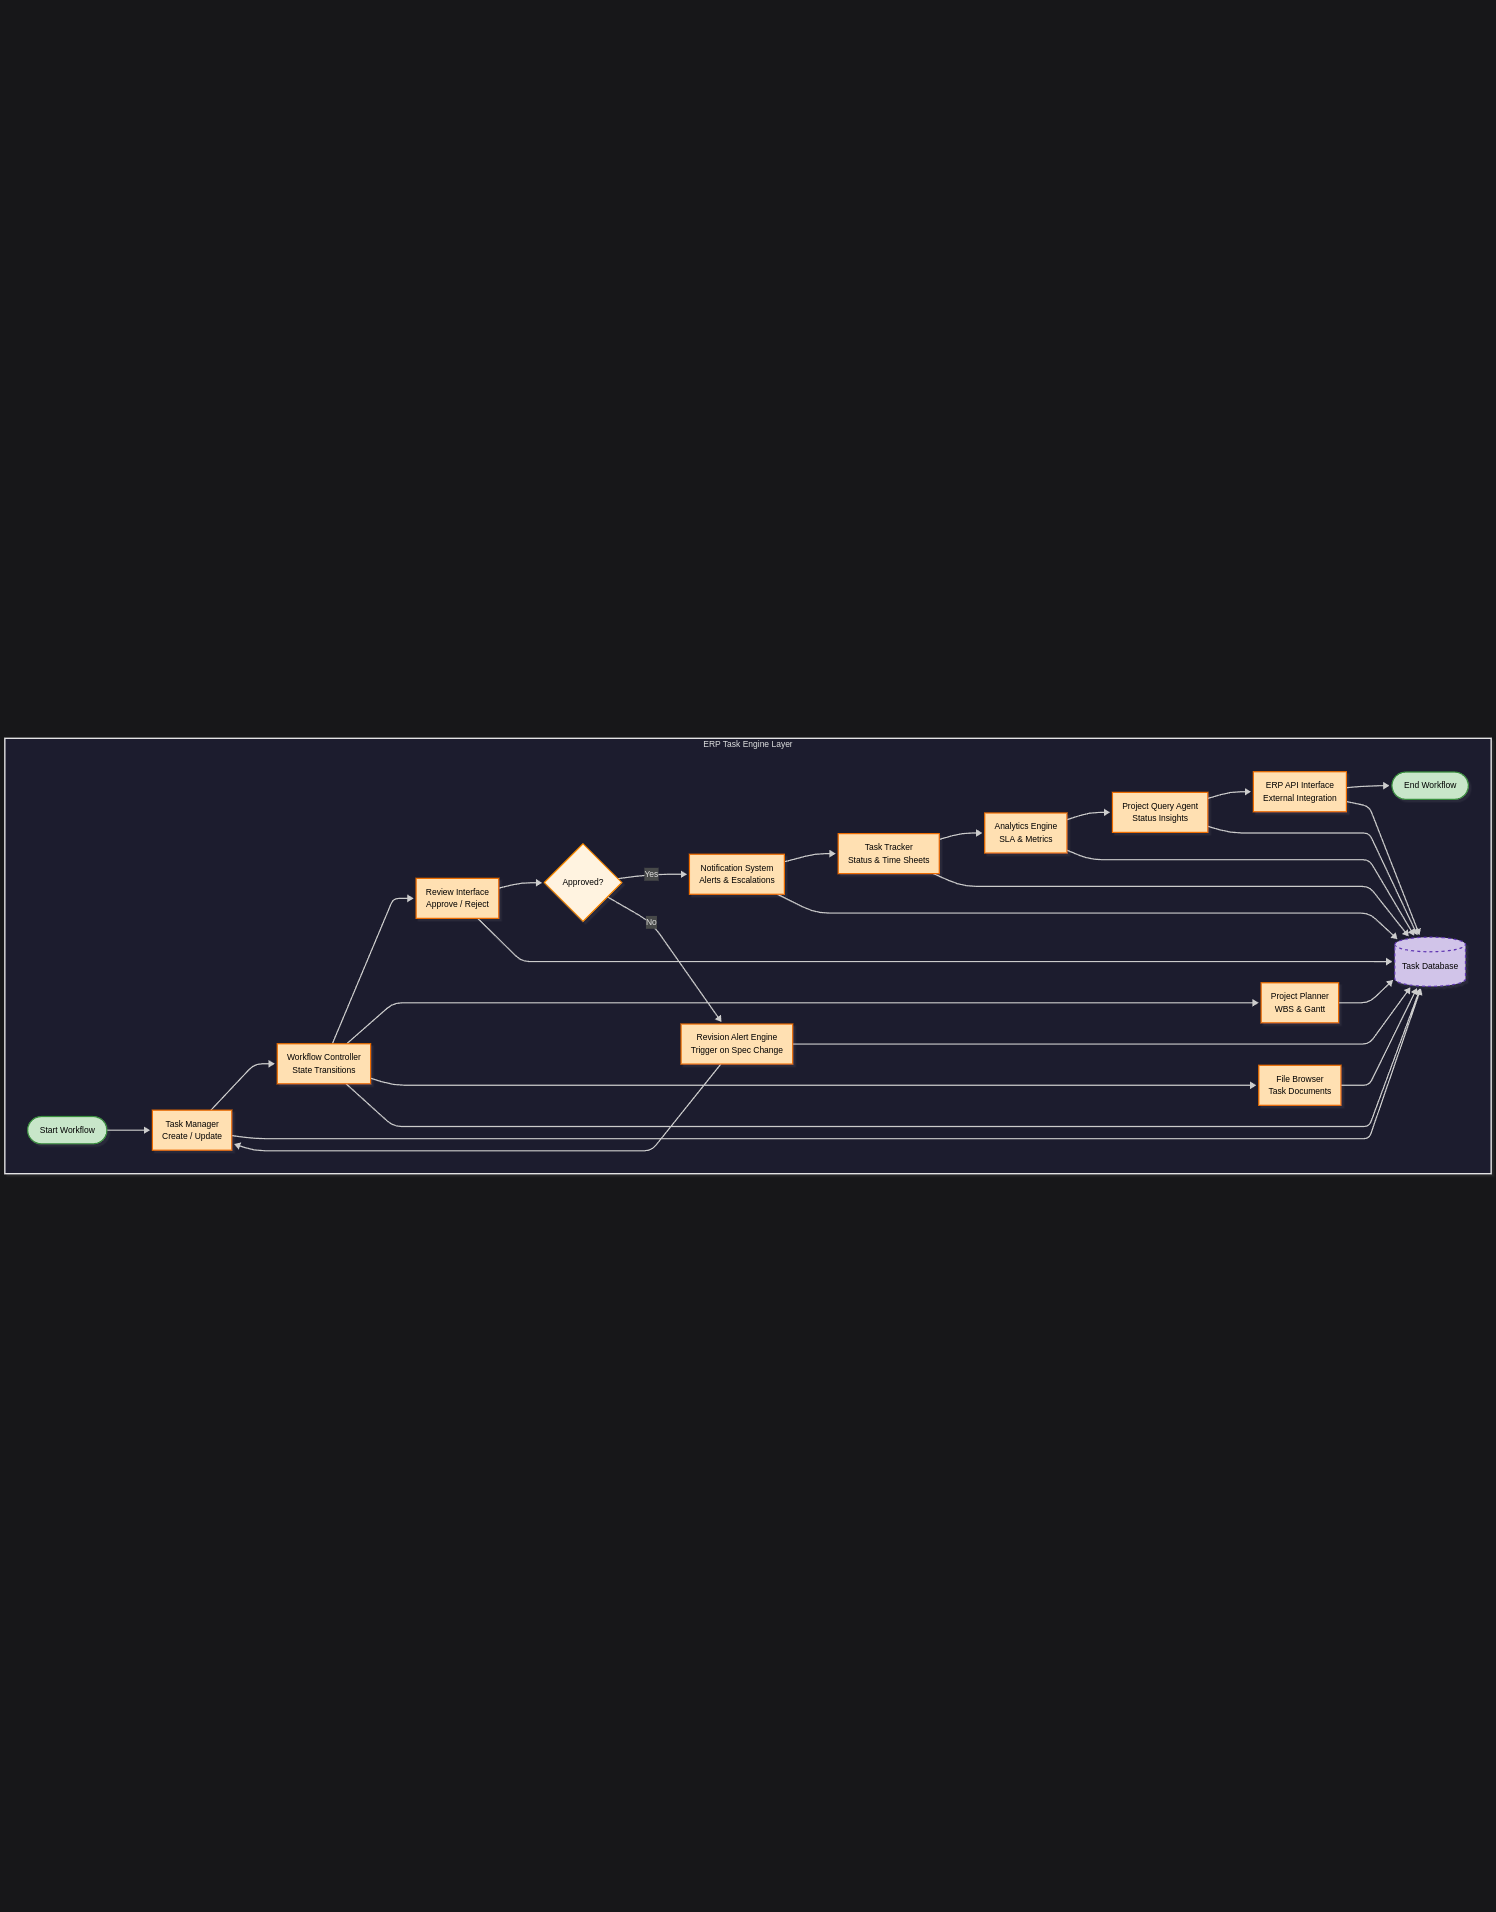 ERP Task Engine Layer
ERP API Interface
External Integration
End Workflow
Project Query Agent
Status Insights
Analytics Engine
SLA & Metrics
Task Tracker
Status & Time Sheets
Notification System
Alerts & Escalations
Yes
Approved?
Review Interface
Approve / Reject
No
Task Database
Project Planner
WBS & Gantt
Revision Alert Engine
Trigger on Spec Change
Workflow Controller
State Transitions
File Browser
Task Documents
Start Workflow
Task Manager
Create / Update